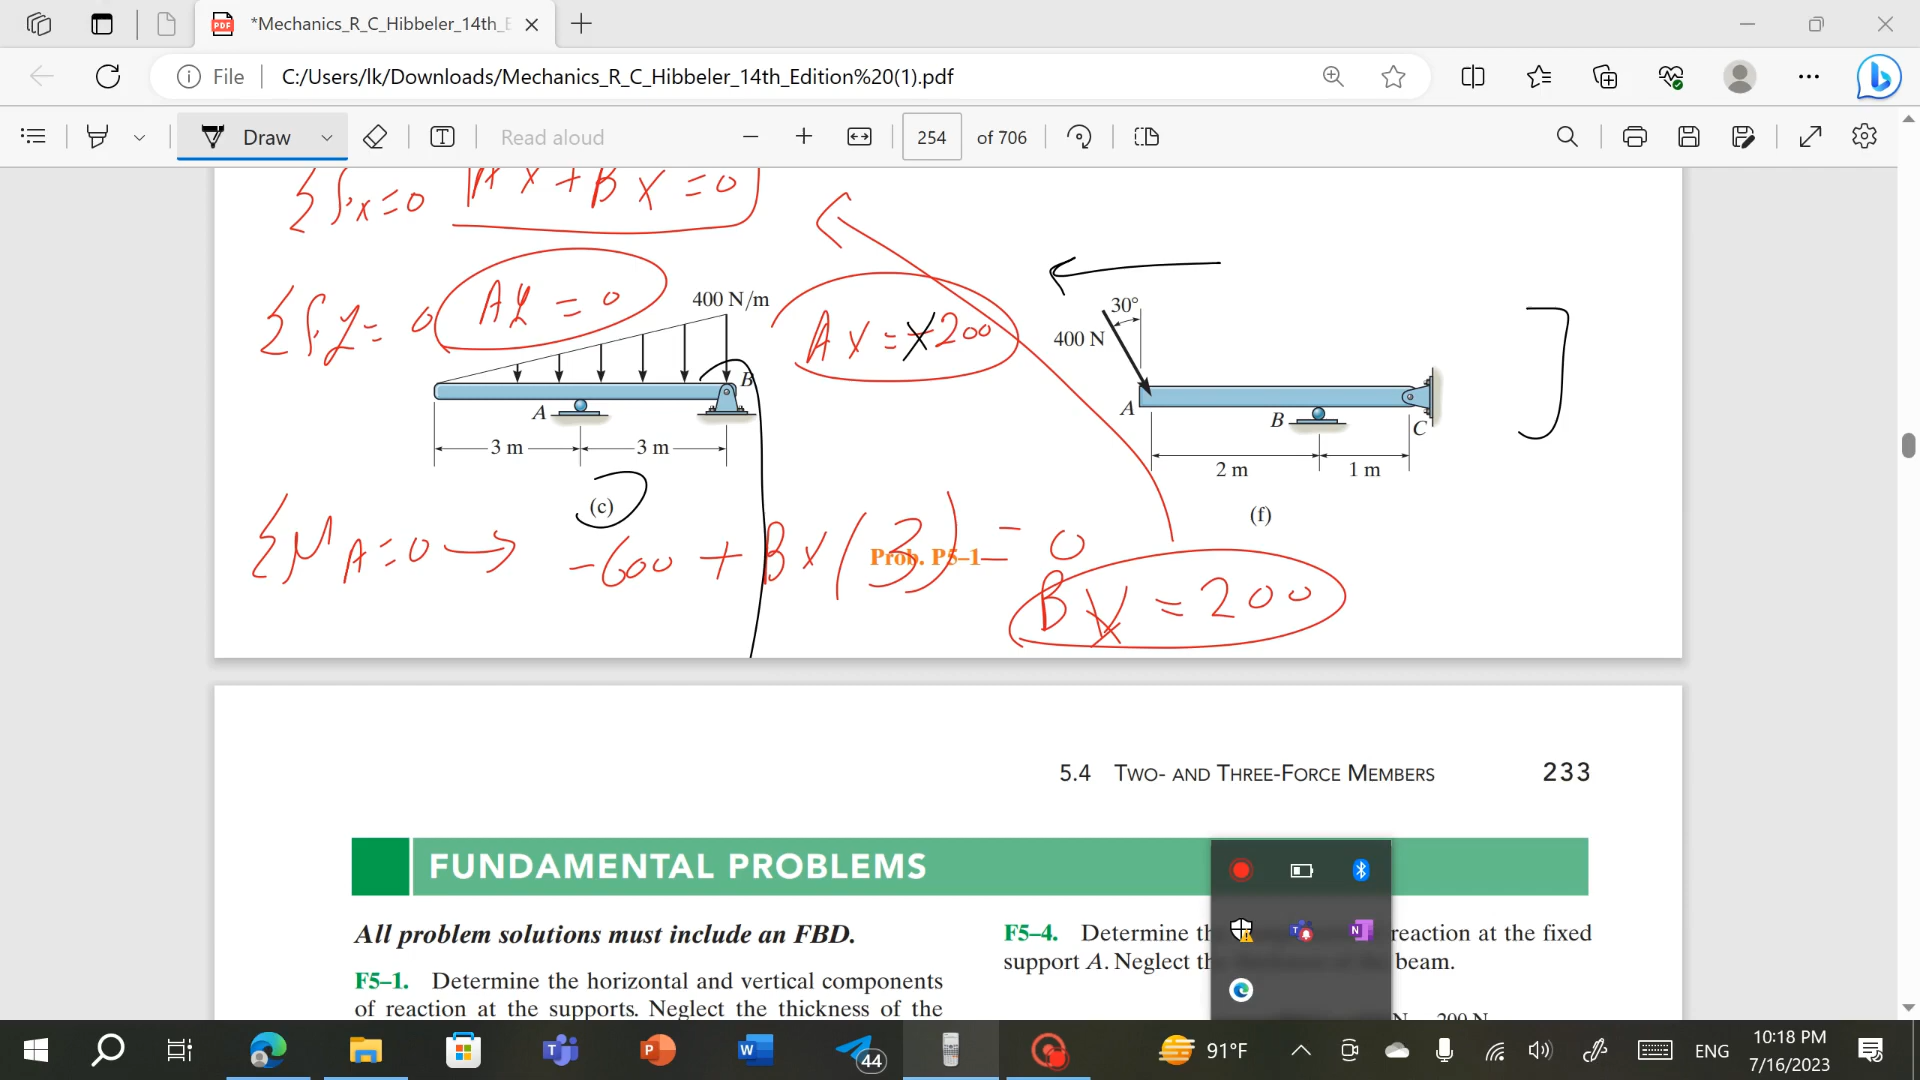 *Mechanics_R_C_Hibbeler_14th_E
File
C:/Users/lk/Downloads/Mechanics_R_C_Hibbeler_14th_Edition%20(1).pdf
Draw
Read aloud
254 of 706
Σfx=0 Ax+Bx=0
Σfy=0 Ay=0
400 N/m
Ax=+200
30°
400 N
A
B
A
B
C
3 m
3 m
2 m
1 m
(c)
(f)
ΣMA=0→ -600+Bx(3)=0
Prob. P5–1
Bx=200
5.4 TWO- AND THREE-FORCE MEMBERS 233
FUNDAMENTAL PROBLEMS
All problem solutions must include an FBD.
F5–1. Determine the horizontal and vertical components
of reaction at the supports. Neglect the thickness of the
F5–4. Determine th reaction at the fixed
support A. Neglect th beam.
200 N
44
91°F
ENG
10:18 PM
7/16/2023